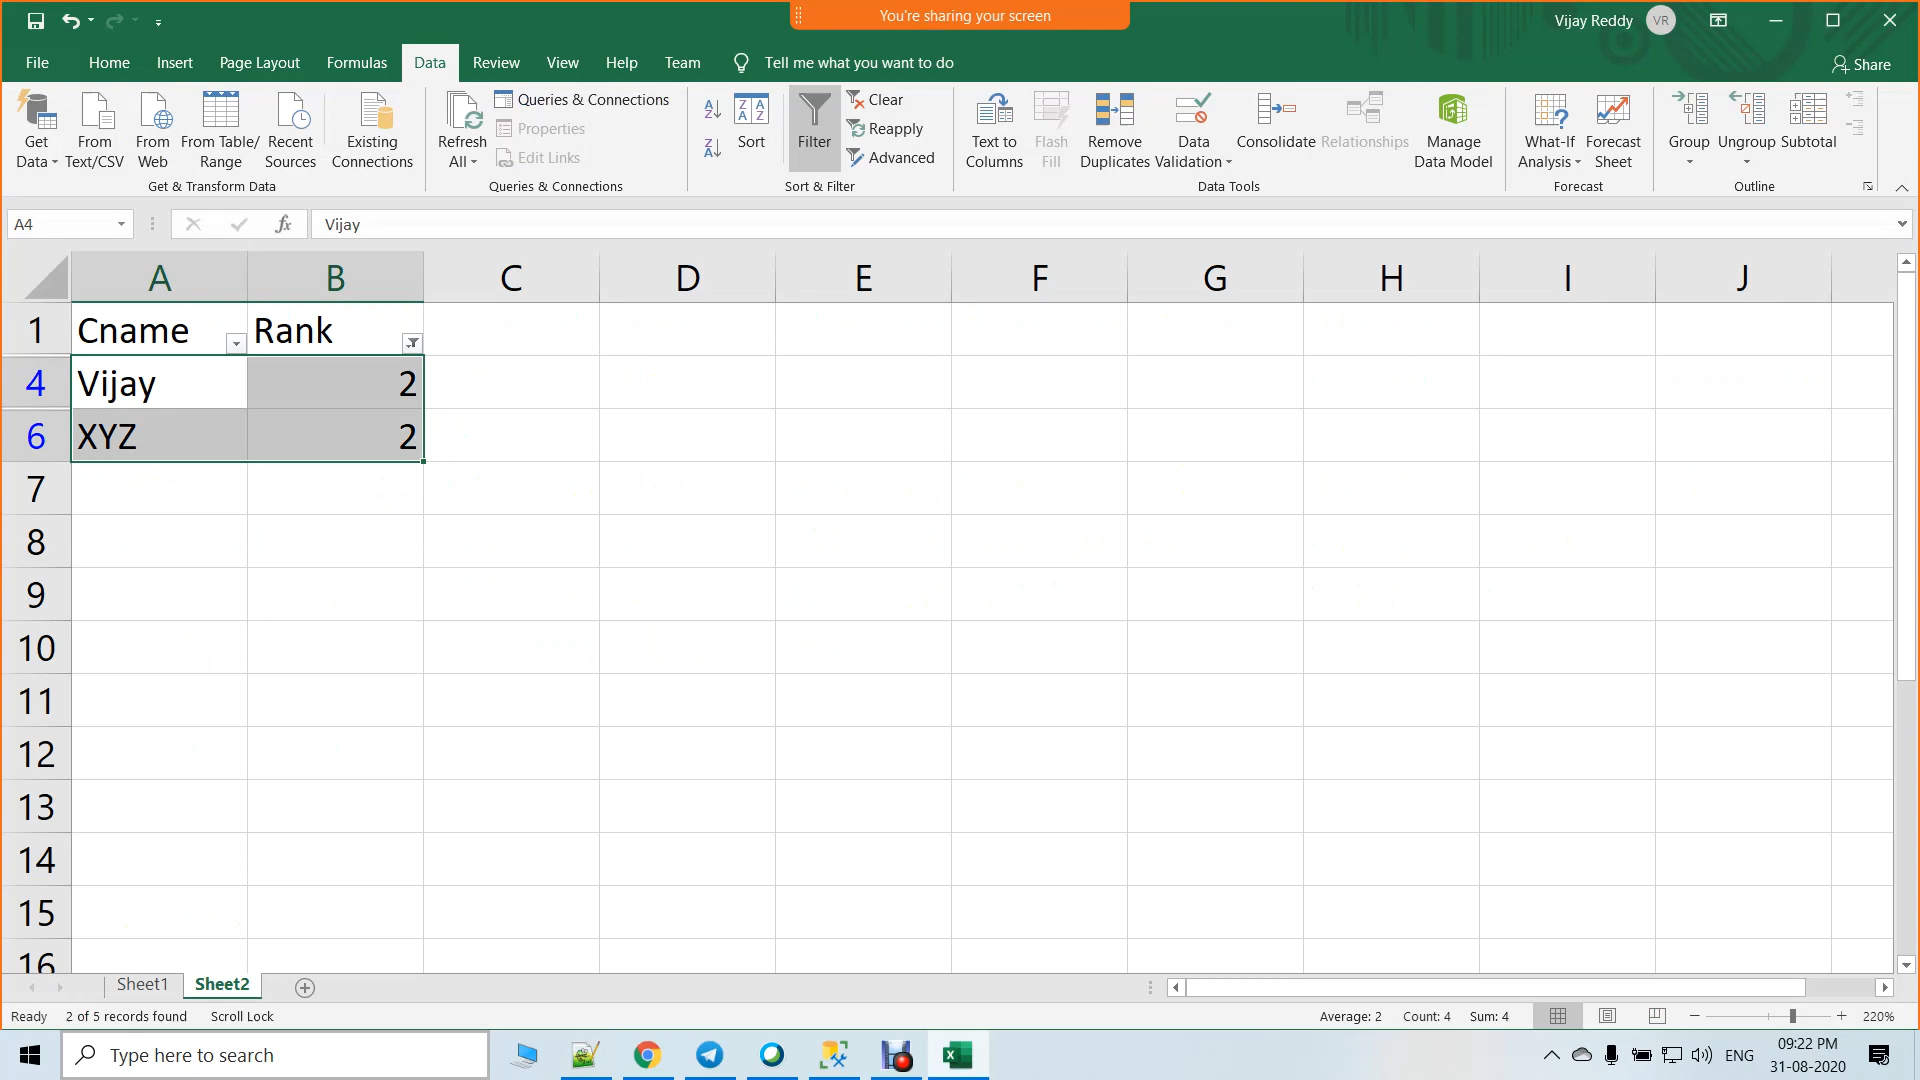 You're sharing your screen
Vijay Reddy VR
File Home Insert Page Layout Formulas Data Review View Help Team Tell me what you want to do Share
Get Data
From Text/CSV
From Web
From Table/ Range
Recent Sources
Existing Connections
Get & Transform Data
Refresh All
Queries & Connections
Properties
Edit Links
Queries & Connections
Sort
Filter
Clear
Reapply
Advanced
Sort & Filter
Text to Columns
Flash Fill
Remove Duplicates
Data Validation
Consolidate
Relationships
Manage Data Model
Data Tools
What-If Analysis
Forecast Sheet
Forecast
Group
Ungroup
Subtotal
Outline
A4 fx Vijay
A B C D E F G H I J
1 Cname Rank
4 Vijay 2
6 XYZ 2
7
8
9
10
11
12
13
14
15
16
Sheet1 Sheet2
Ready 2 of 5 records found Scroll Lock Average: 2 Count: 4 Sum: 4 220%
Type here to search
ENG
09:22 PM
31-08-2020